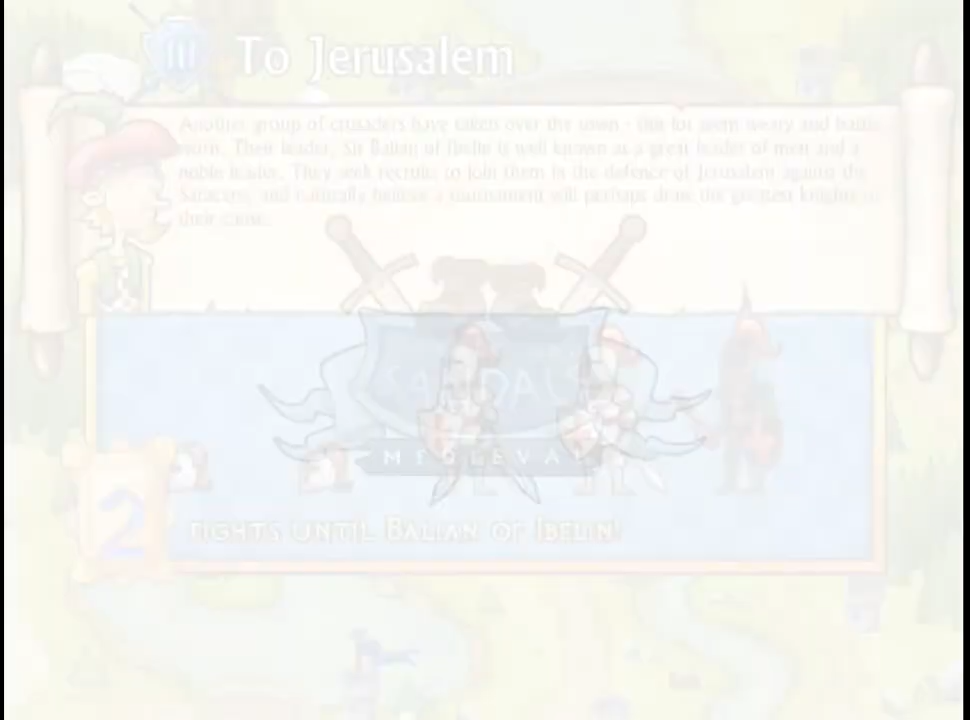 III To Jerusalem
Another group of crusaders have taken over the town - this lot seem weary and battle
worn. Their leader, Sir Balian of Ibelin is well known as a great leader of men and a
noble leader. They seek recruits to join them in the defence of Jerusalem against the
Saracens, and naturally believe a tournament will perhaps draw the greatest knights to
their cause.
SANDALS
MEDIEVAL
2 FIGHTS UNTIL BALIAN OF IBELIN!